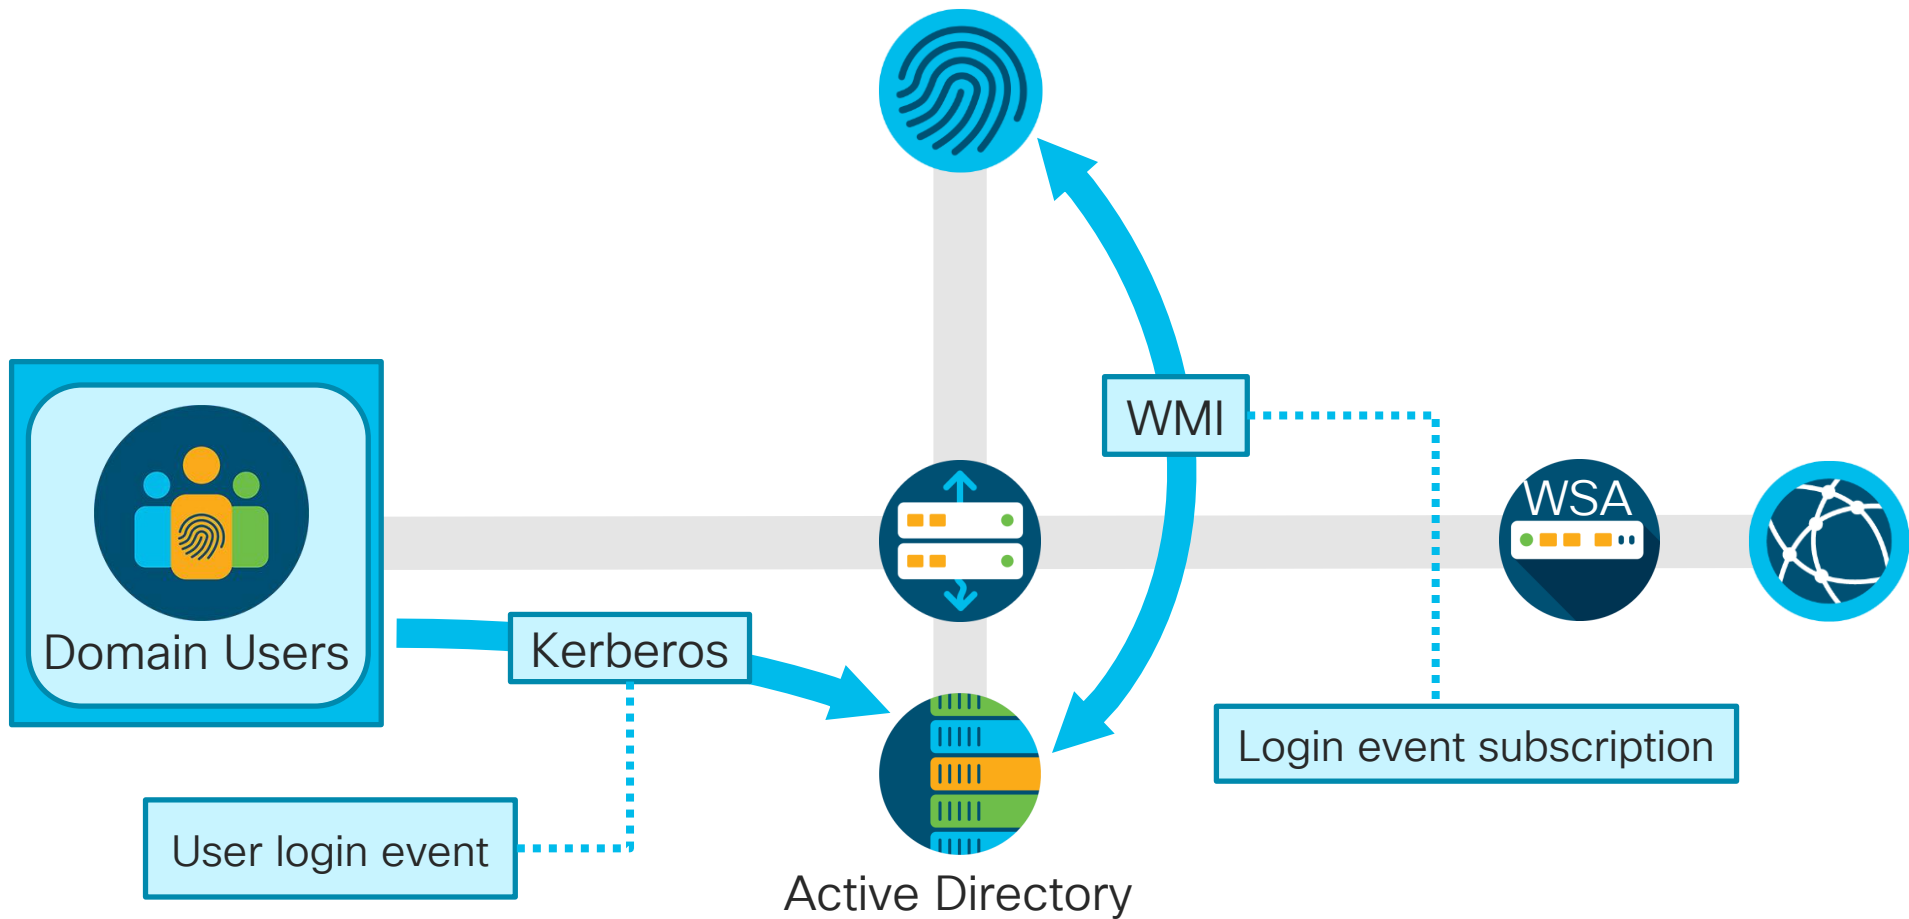 WMI
WSA
Domain Users
Kerberos
Login event subscription
User login event
Active Directory